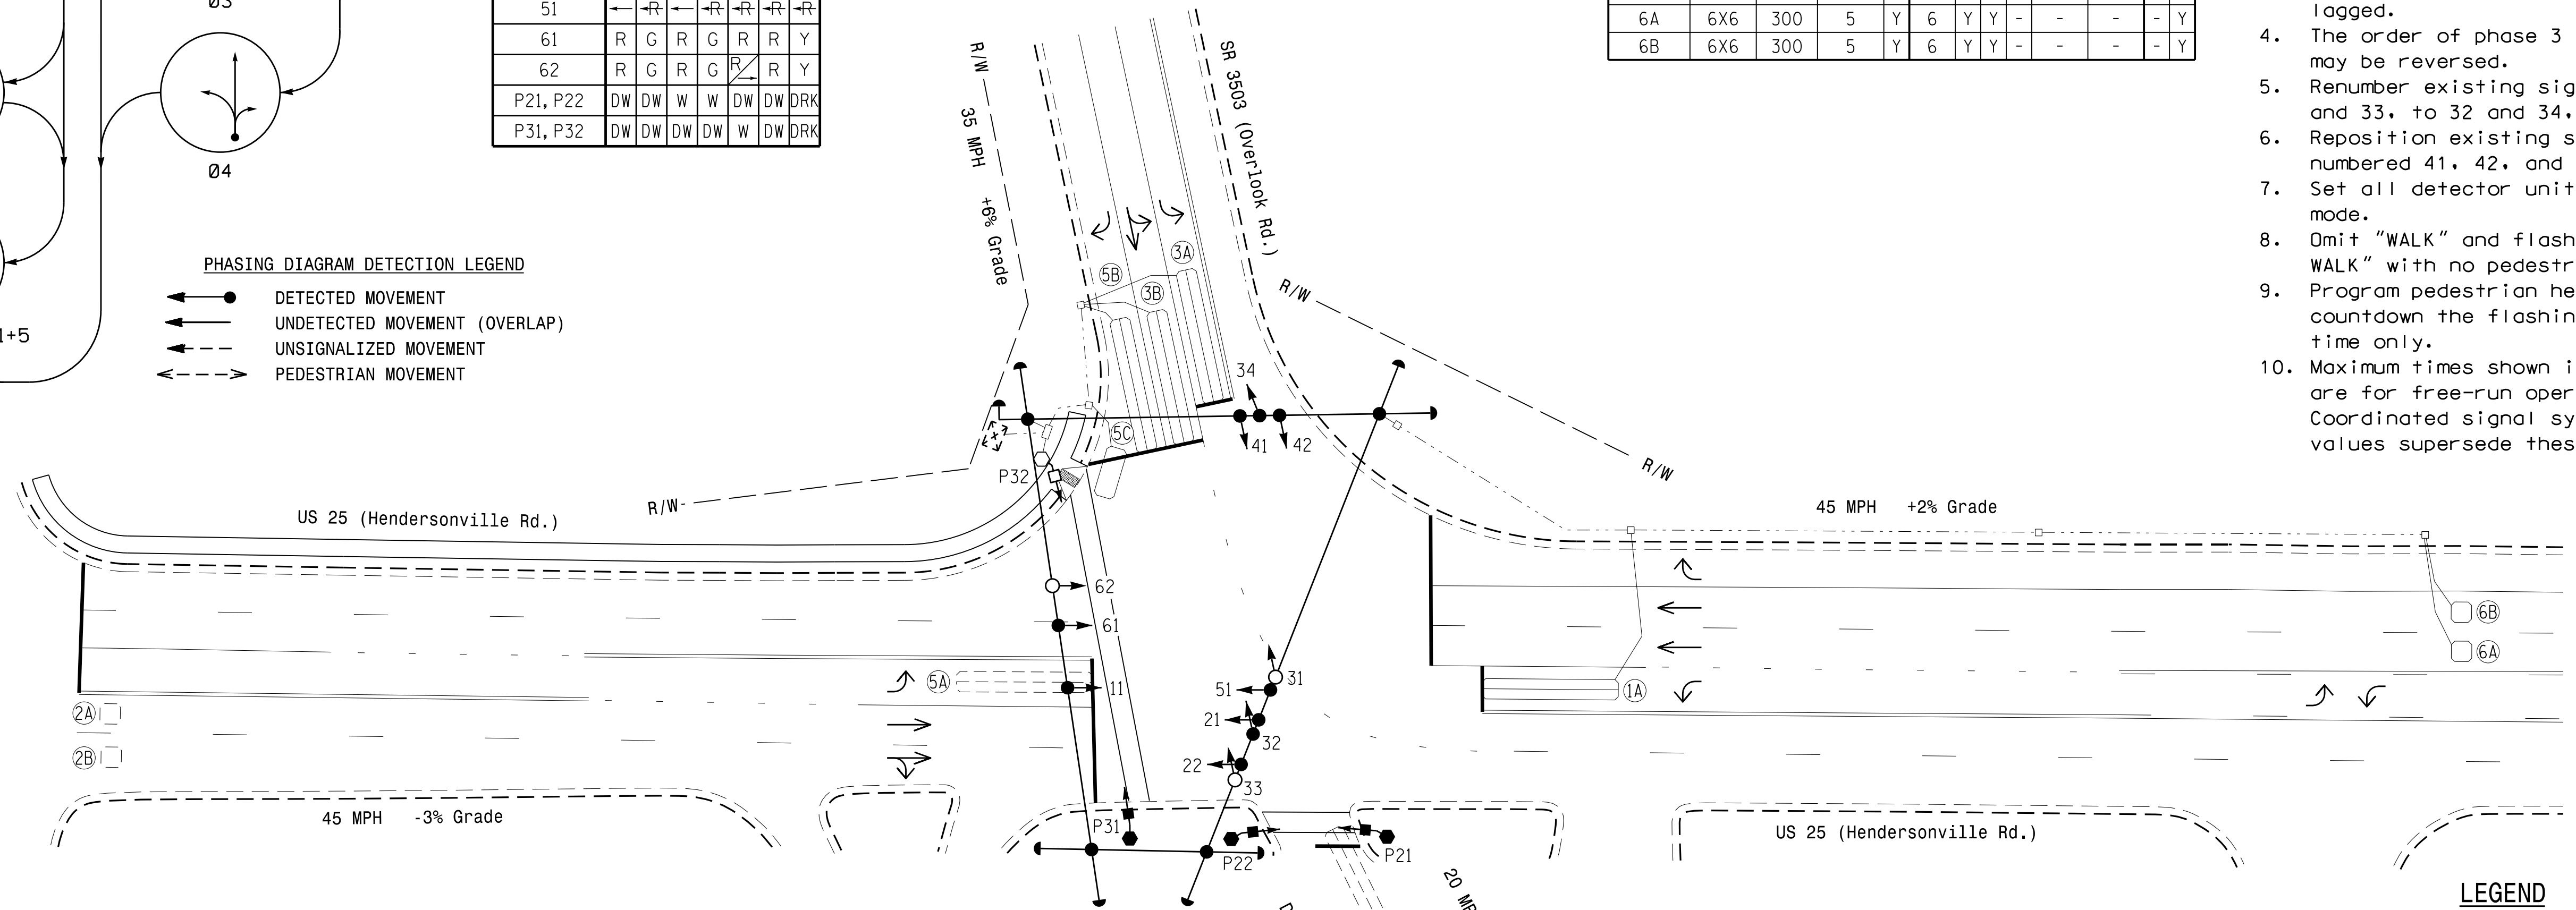 Ø3
Ø4
1+5
PHASING DIAGRAM DETECTION LEGEND
DETECTED MOVEMENT
UNDETECTED MOVEMENT (OVERLAP)
UNSIGNALIZED MOVEMENT
PEDESTRIAN MOVEMENT
51 R R R R R
61 R G R G R R Y
62 R G R G R R Y
P21, P22 DW DW W W DW DW DRK
P31, P32 DW DW DW DW W DW DRK
6A 6X6 300 5 Y 6 Y Y - - - - Y
6B 6X6 300 5 Y 6 Y Y - - - - Y
lagged.
4. The order of phase 3
may be reversed.
5. Renumber existing sig
and 33, to 32 and 34,
6. Reposition existing s
numbered 41, 42, and
7. Set all detector unit
mode.
8. Omit "WALK" and flash
WALK" with no pedestr
9. Program pedestrian he
countdown the flashin
time only.
10. Maximum times shown i
are for free-run oper
Coordinated signal sy
values supersede thes
R/W
35 MPH +6% Grade
SR 3503 (Overlook Rd.)
3A
5B
3B
R/W
34
41
42
5C
P32
R/W
R/W
US 25 (Hendersonville Rd.)
45 MPH +2% Grade
62
61
11
5A
31
51
21
32
22
33
1A
6B
6A
2A
2B
45 MPH -3% Grade
P31
P22
P21
US 25 (Hendersonville Rd.)
20 MP
LEGEND